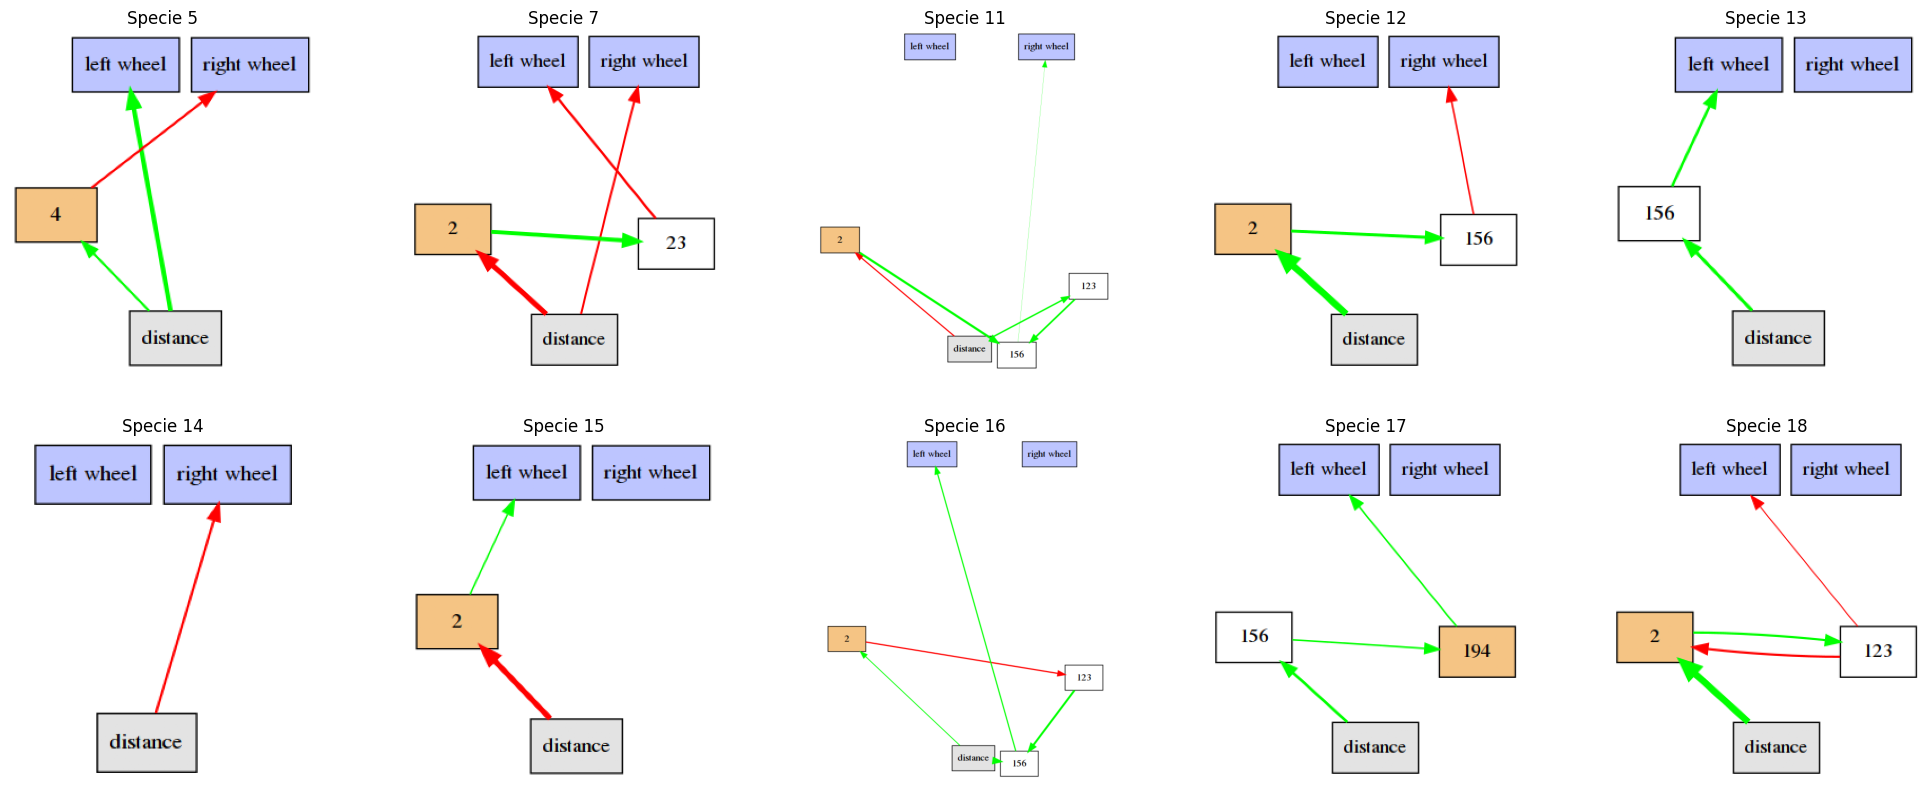 Specie 5
left wheel
right wheel
4
distance
Specie 7
left wheel
right wheel
2
23
distance
Specie 11
left wheel
right wheel
2
123
distance
156
Specie 12
left wheel
right wheel
2
156
distance
Specie 13
left wheel
right wheel
156
distance
Specie 14
left wheel
right wheel
distance
Specie 15
left wheel
right wheel
2
distance
Specie 16
left wheel
right wheel
2
123
distance
156
Specie 17
left wheel
right wheel
156
194
distance
Specie 18
left wheel
right wheel
2
123
distance